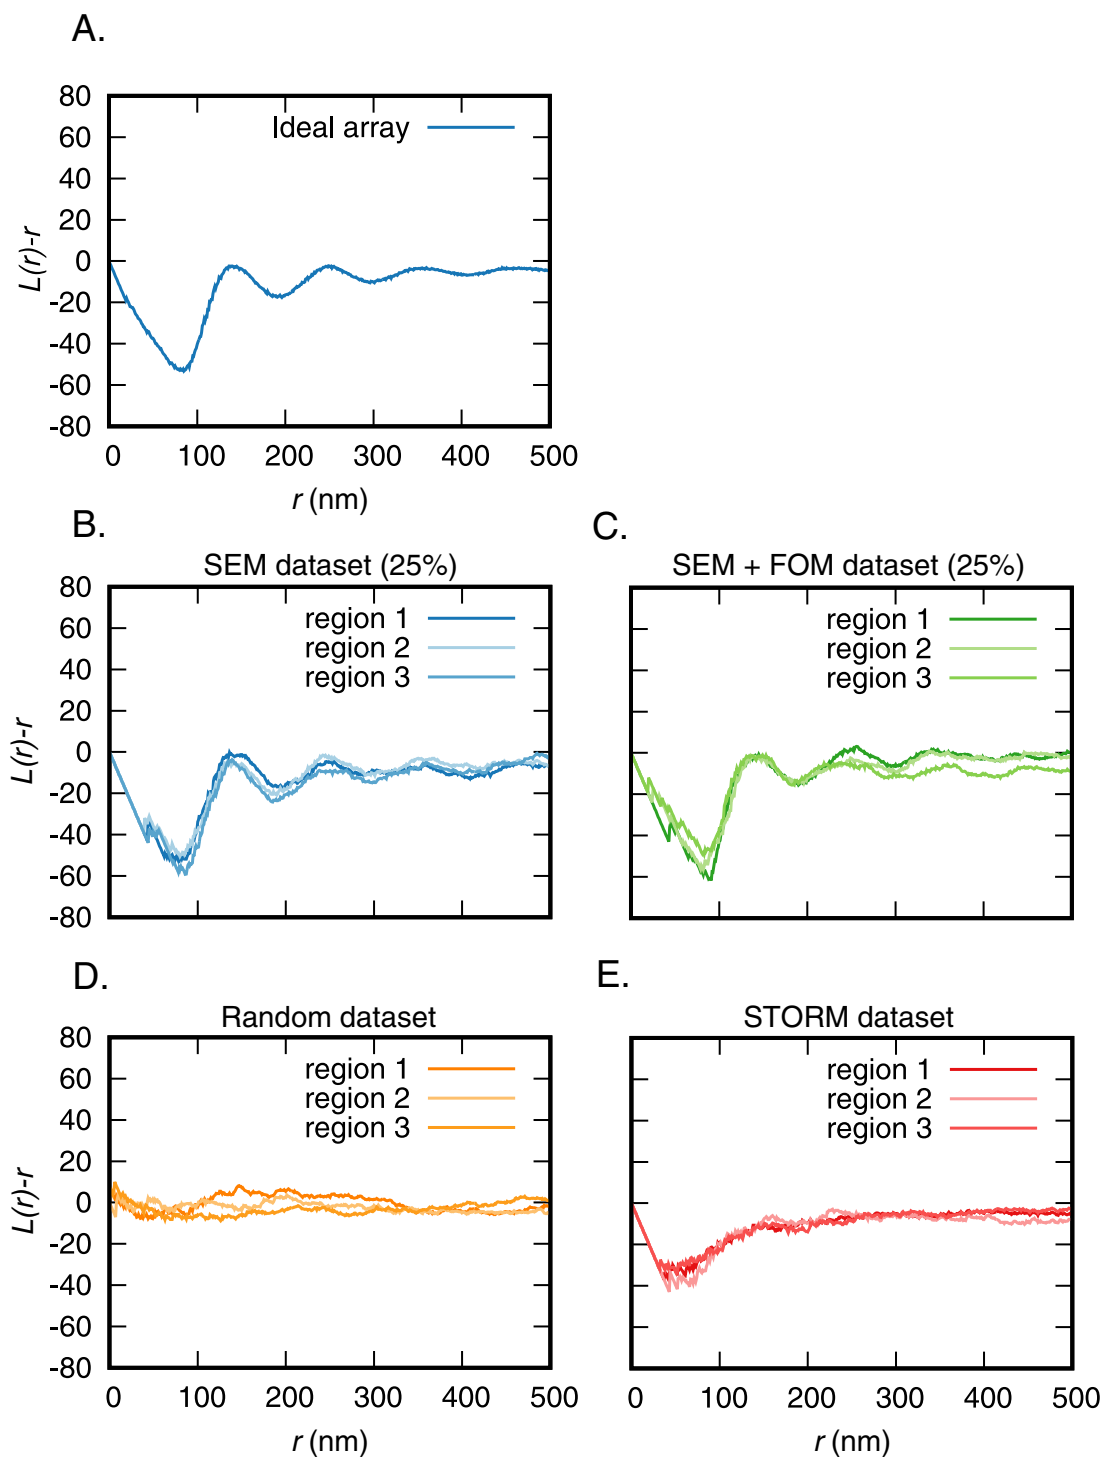 A.
80
60
40
20
0
-20
-40
-60
-80
L(r)-r
Ideal array
0 100 200 300 400 500
r (nm)
B.
SEM dataset (25%)
80
60
40
20
0
-20
-40
-60
-80
L(r)-r
region 1
region 2
region 3
C.
SEM + FOM dataset (25%)
region 1
region 2
region 3
D.
Random dataset
80
60
40
20
0
-20
-40
-60
-80
L(r)-r
region 1
region 2
region 3
0 100 200 300 400 500
r (nm)
E.
STORM dataset
region 1
region 2
region 3
0 100 200 300 400 500
r (nm)